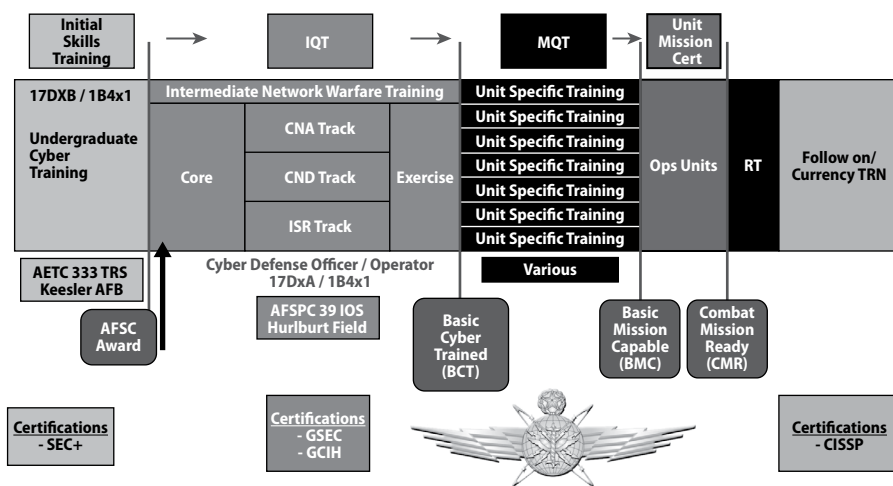 Initial
Skills
Training
IQT
MQT
Unit
Mission
Cert
17DXB / 1B4x1
Undergraduate
Cyber
Training
Intermediate Network Warfare Training
Core
CNA Track
CND Track
ISR Track
Exercise
Unit Specific Training
Unit Specific Training
Unit Specific Training
Unit Specific Training
Unit Specific Training
Unit Specific Training
Unit Specific Training
Ops Units
RT
Follow on/
Currency TRN
AETC 333 TRS
Keesler AFB
Cyber Defense Officer / Operator
17DxA / 1B4x1
Various
AFSPC 39 IOS
Hurlburt Field
AFSC
Award
Basic
Cyber
Trained
(BCT)
Basic
Mission
Capable
(BMC)
Combat
Mission
Ready
(CMR)
Certifications
- SEC+
Certifications
- GSEC
- GCIH
Certifications
- CISSP